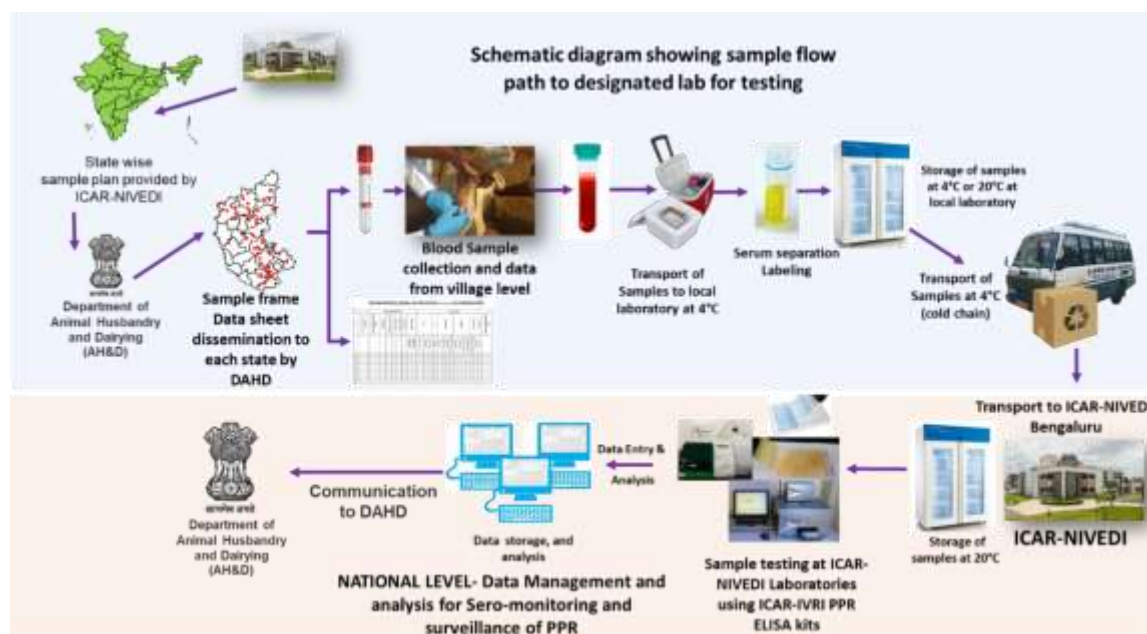 Schematic diagram showing sample flow
path to designated lab for testing
State wise
sample plan provided by
ICAR-NIVEDI
Department of
Animal Husbandry
and Dairying
(AH&D)
Sample frame
Data sheet
dissemination to
each state by
DAHD
Blood Sample
collection and data
from village level
Transport of
Samples to local
laboratory at 4°C
Serum separation
Labeling
Storage of samples
at 4°C or 20°C at
local laboratory
Transport of
Samples at 4°C
(cold chain)
Transport to ICAR-NIVED
Bengaluru
ICAR-NIVEDI
Storage of
samples at 20°C
Sample testing at ICAR-
NIVEDI Laboratories
using ICAR-IVRI PPR
ELISA kits
Data Entry &
Analysis
Data storage, and
analysis
NATIONAL LEVEL- Data Management and
analysis for Sero-monitoring and
surveillance of PPR
Communication
to DAHD
सत्यमेव जयते
Department of
Animal Husbandry
and Dairying
(AH&D)